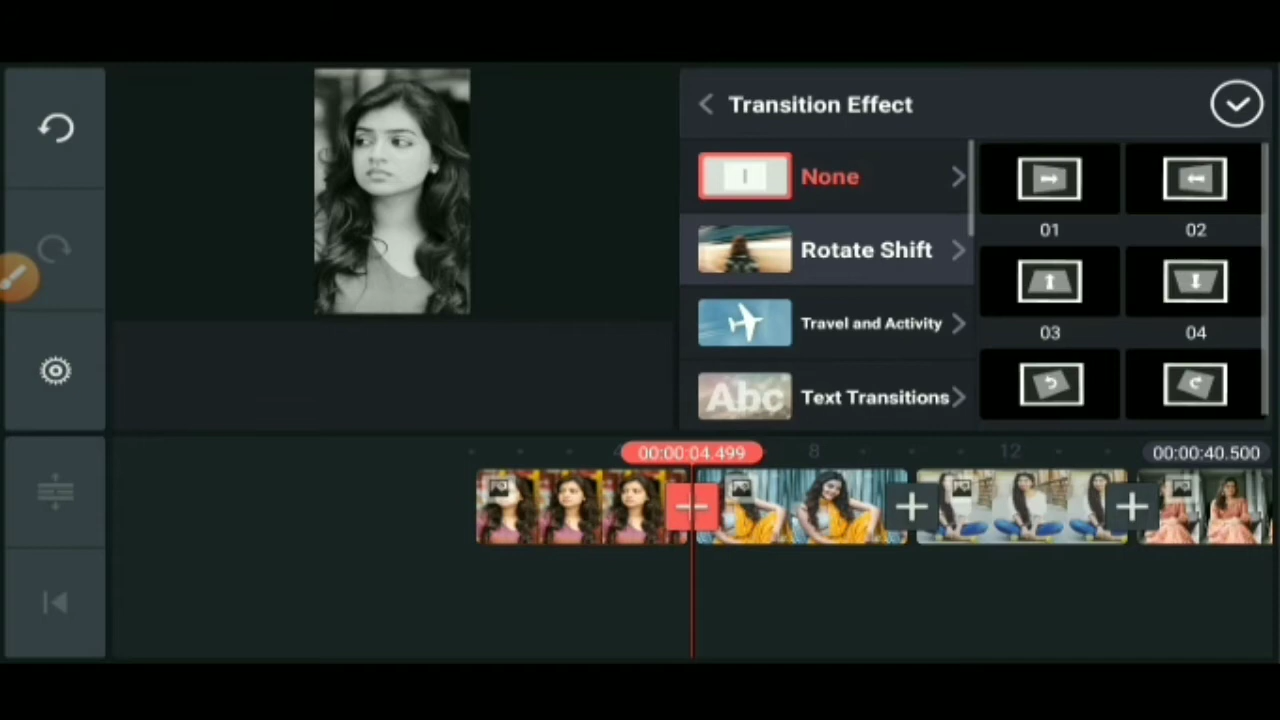 Transition Effect
None
Rotate Shift
Travel and Activity
Abc Text Transitions
01
02
03
04
00:00:04.499
8
12
00:00:40.500